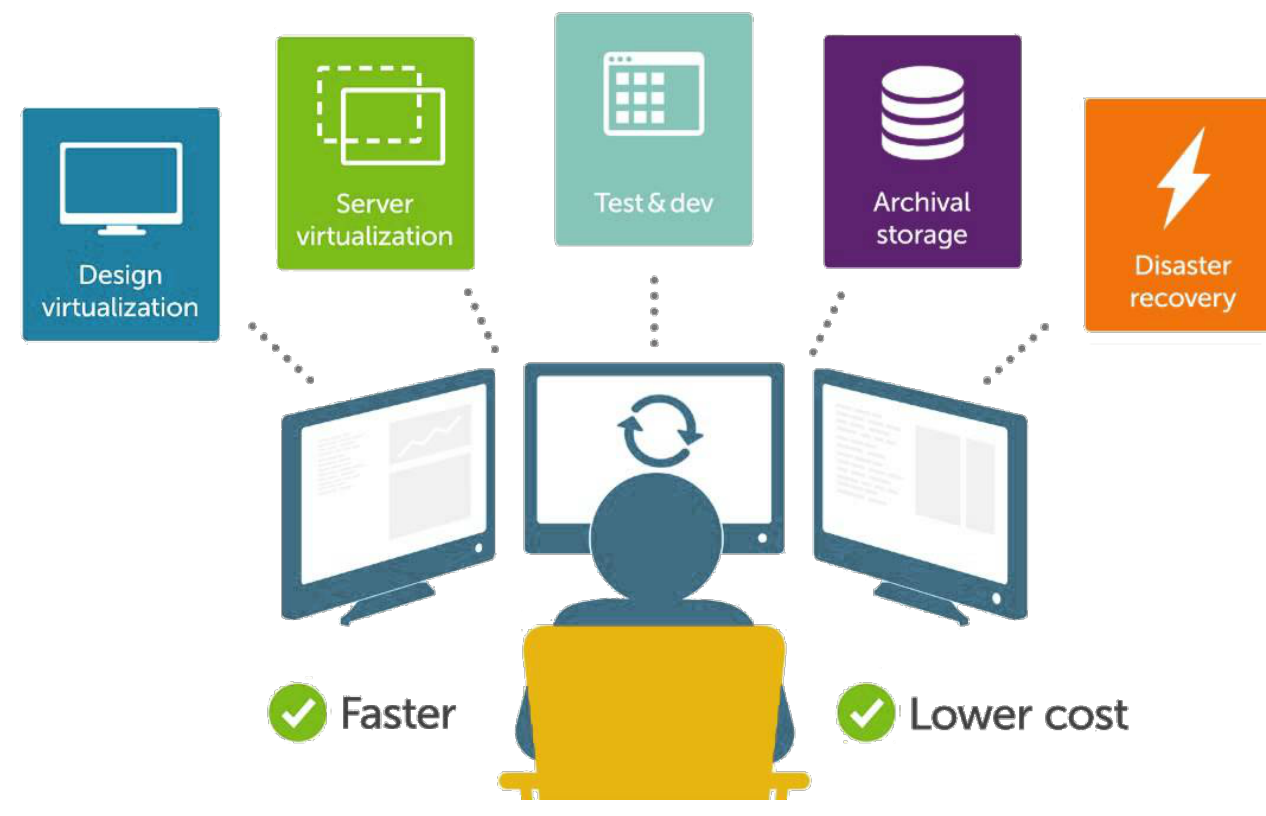 Design
virtualization
Server
virtualization
Test & dev
Archival
storage
Disaster
recovery
Faster
Lower cost